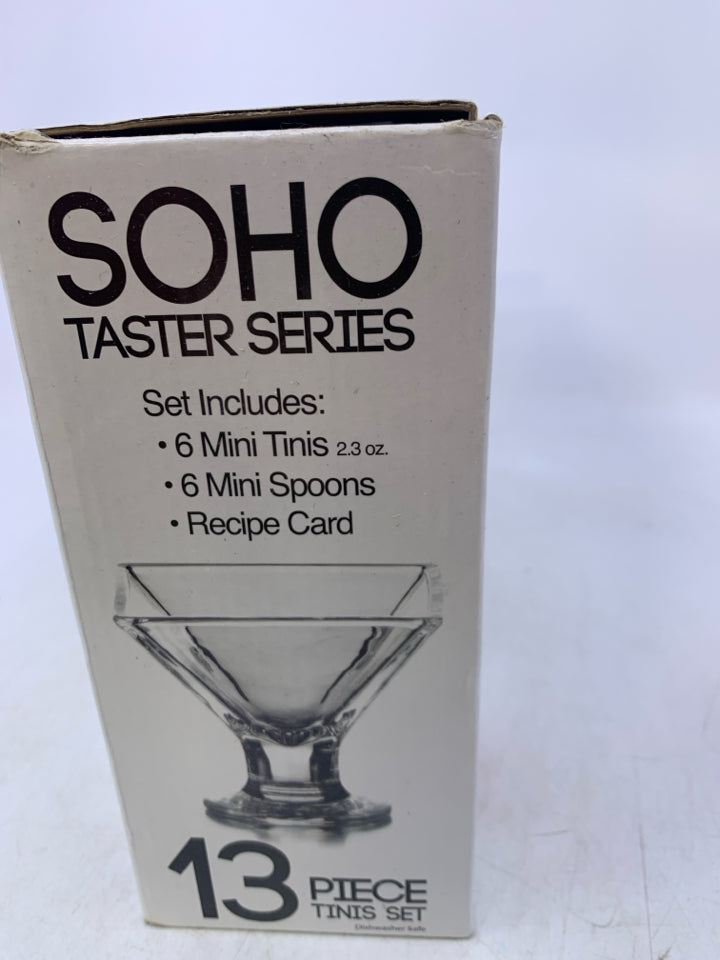 SOHO
TASTER SERIES
Set Includes:
• 6 Mini Tinis 2.3 oz.
• 6 Mini Spoons
• Recipe Card
13 PIECE
TINIS SET
Dishwasher Safe